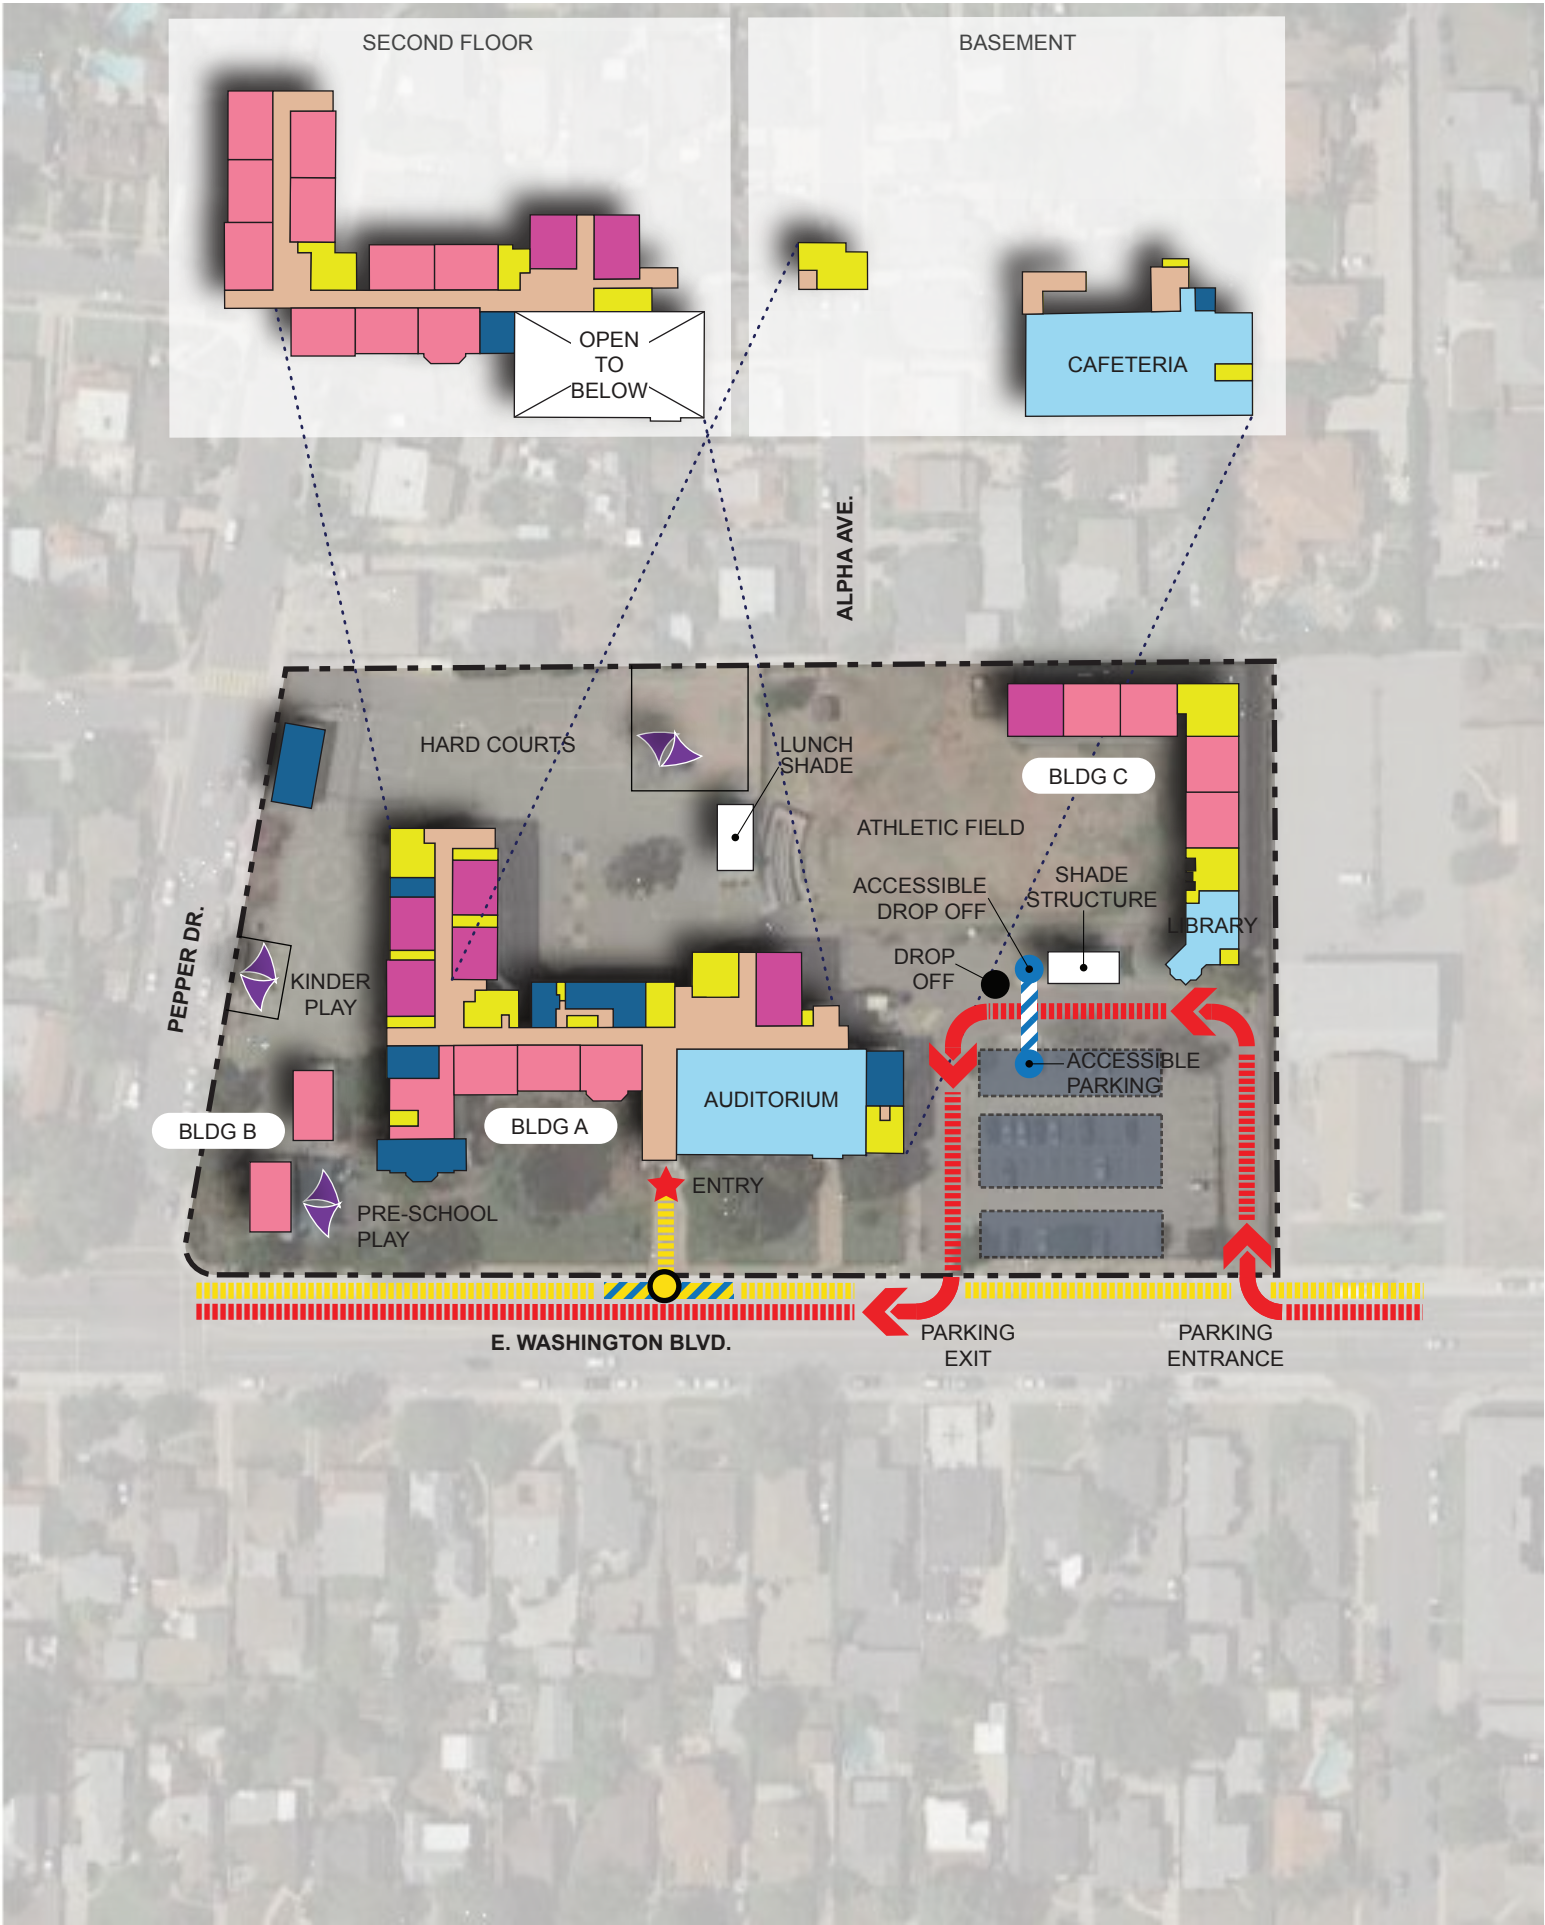 SECOND FLOOR
BASEMENT
OPEN
TO
BELOW
CAFETERIA
ALPHA AVE.
HARD COURTS
LUNCH
SHADE
BLDG C
ATHLETIC FIELD
ACCESSIBLE
DROP OFF
SHADE
STRUCTURE
LIBRARY
DROP
OFF
PEPPER DR.
KINDER
PLAY
ACCESSIBLE
PARKING
AUDITORIUM
BLDG B
BLDG A
ENTRY
PRE-SCHOOL
PLAY
E. WASHINGTON BLVD.
PARKING
EXIT
PARKING
ENTRANCE